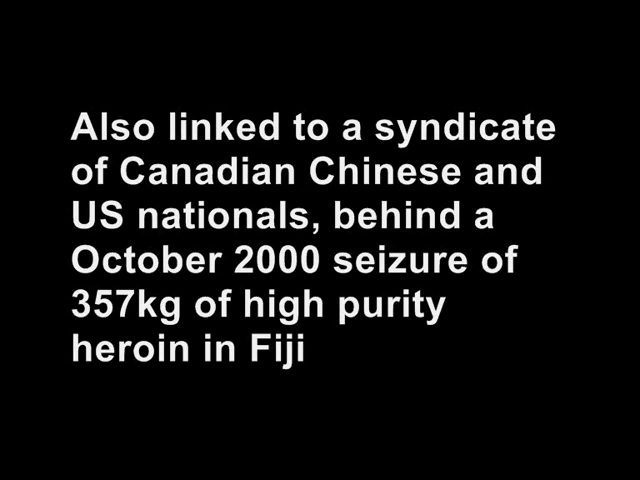 Also linked to a syndicate
of Canadian Chinese and
US nationals, behind a
October 2000 seizure of
357kg of high purity
heroin in Fiji